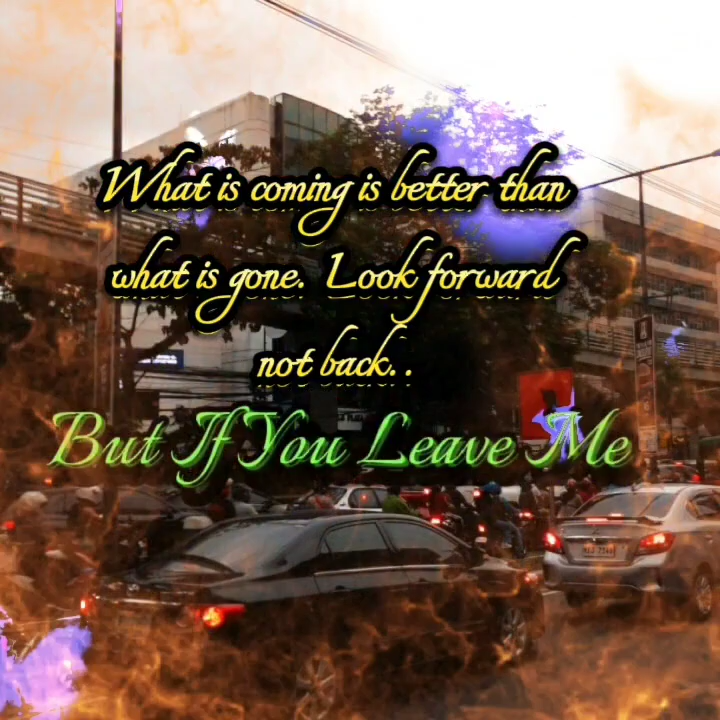 What is coming is better than
what is gone. Look forward
not back. .
But If You Leave Me